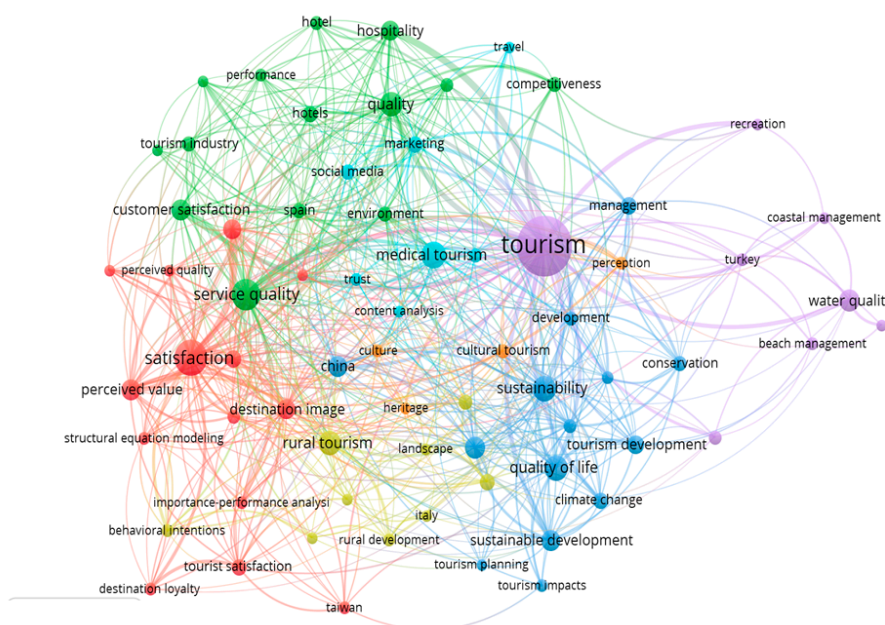 hotel
hospitality
travel
performance
competitiveness
quality
hotels
recreation
tourism industry
marketing
social media
customer satisfaction
spain
environment
management
coastal management
tourism
medical tourism
turkey
perception
perceived quality
trust
service quality
water qualit
content analysis
development
beach management
culture
cultural tourism
satisfaction
china
conservation
perceived value
sustainability
destination image
heritage
structural equation modeling
rural tourism
landscape
tourism development
quality of life
importance-performance analysi
climate change
italy
behavioral intentions
rural development
sustainable development
tourist satisfaction
tourism planning
destination loyalty
tourism impacts
taiwan